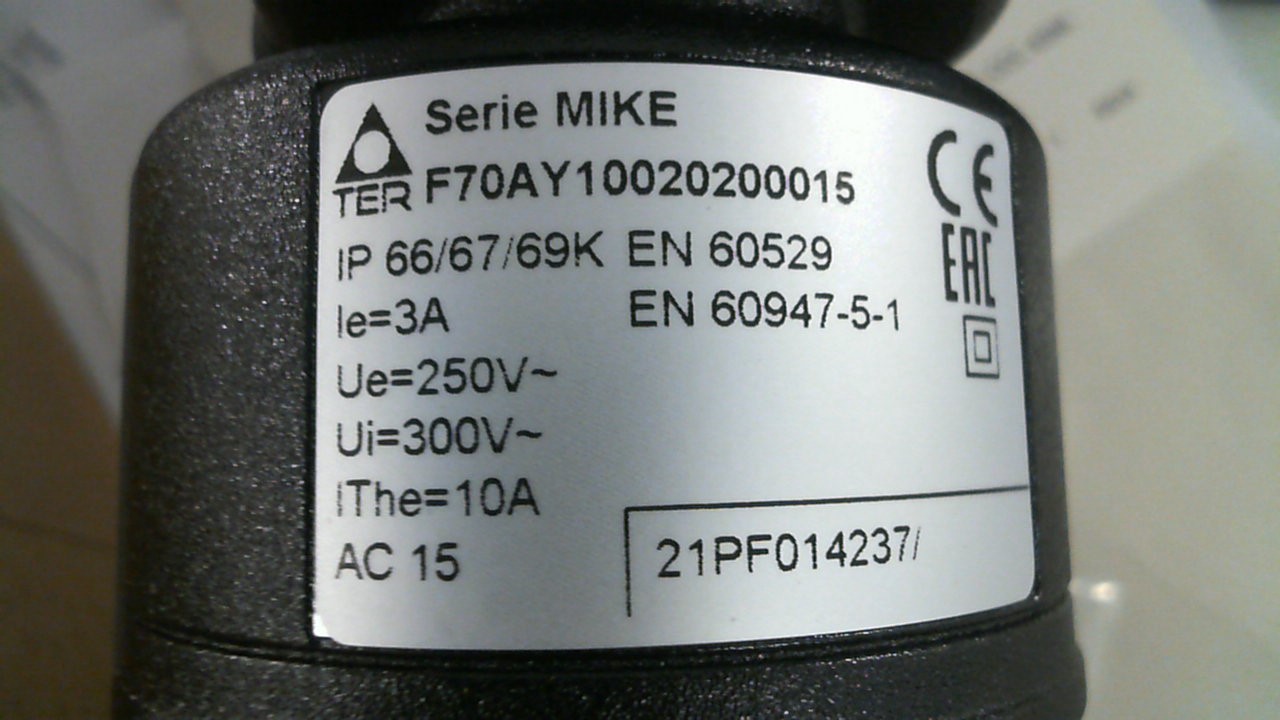 Serie MIKE
TER F70AY10020200015
IP 66/67/69K EN 60529
Ie=3A EN 60947-5-1
Ue=250V~
Ui=300V~
IThe=10A
AC 15
CE
EAC
21PF014237/